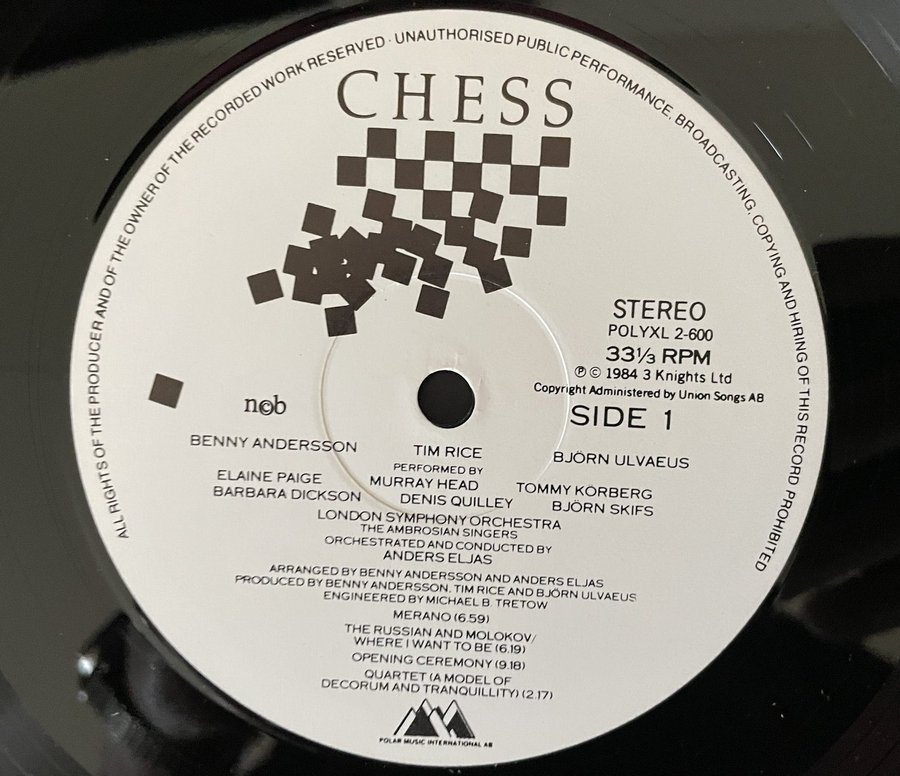 ALL RIGHTS OF THE PRODUCER AND OF THE OWNER OF THE RECORDED WORK RESERVED · UNAUTHORISED PUBLIC PERFORMANCE, BROADCASTING, COPYING AND HIRING OF THIS RECORD PROHIBITED
CHESS
STEREO
POLYXL 2-600
33⅓ RPM
℗ © 1984 3 Knights Ltd
Copyright Administered by Union Songs AB
SIDE 1
n©b
BENNY ANDERSSON TIM RICE BJÖRN ULVAEUS
PERFORMED BY
ELAINE PAIGE MURRAY HEAD TOMMY KÖRBERG
BARBARA DICKSON DENIS QUILLEY BJÖRN SKIFS
LONDON SYMPHONY ORCHESTRA
THE AMBROSIAN SINGERS
ORCHESTRATED AND CONDUCTED BY
ANDERS ELJAS
ARRANGED BY BENNY ANDERSSON AND ANDERS ELJAS
PRODUCED BY BENNY ANDERSSON, TIM RICE AND BJÖRN ULVAEUS
ENGINEERED BY MICHAEL B. TRETOW
MERANO (6.59)
THE RUSSIAN AND MOLOKOV/
WHERE I WANT TO BE (6.19)
OPENING CEREMONY (9.18)
QUARTET (A MODEL OF
DECORUM AND TRANQUILLITY) (2.17)
POLAR MUSIC INTERNATIONAL AB